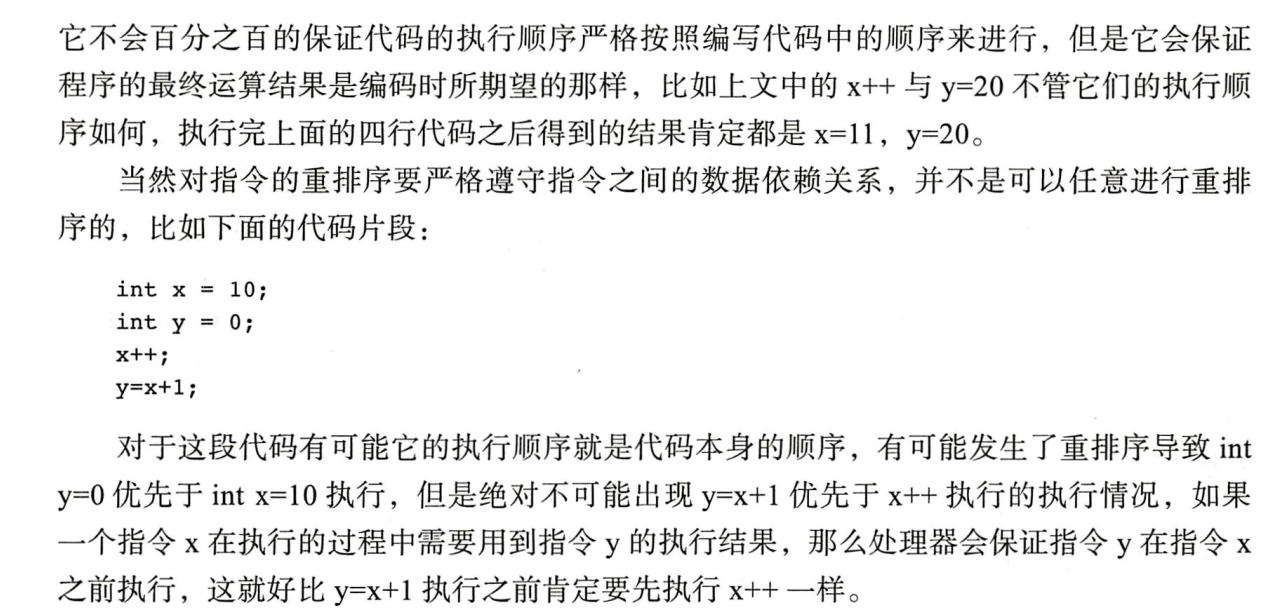 它不会百分之百的保证代码的执行顺序严格按照编写代码中的顺序来进行，但是它会保证
程序的最终运算结果是编码时所期望的那样，比如上文中的 x++ 与 y=20 不管它们的执行顺
序如何，执行完上面的四行代码之后得到的结果肯定都是 x=11，y=20。
当然对指令的重排序要严格遵守指令之间的数据依赖关系，并不是可以任意进行重排
序的，比如下面的代码片段：
int x = 10;
int y = 0;
x++;
y=x+1;
对于这段代码有可能它的执行顺序就是代码本身的顺序，有可能发生了重排序导致 int
y=0 优先于 int x=10 执行，但是绝对不可能出现 y=x+1 优先于 x++ 执行的执行情况，如果
一个指令 x 在执行的过程中需要用到指令 y 的执行结果，那么处理器会保证指令 y 在指令 x
之前执行，这就好比 y=x+1 执行之前肯定要先执行 x++ 一样。